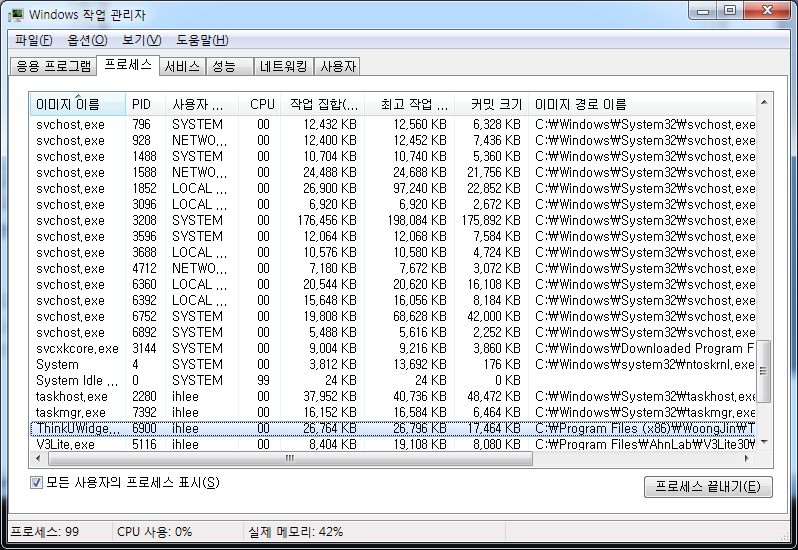 Windows 작업 관리자
파일(F) 옵션(O) 보기(V) 도움말(H)
응용 프로그램 프로세스 서비스 성능 네트워킹 사용자
이미지 이름 PID 사용자 ... CPU 작업 집합(... 최고 작업 ... 커밋 크기 이미지 경로 이름
svchost.exe 796 SYSTEM 00 12,432 KB 12,560 KB 6,328 KB C:₩Windows₩System32₩svchost.exe
svchost.exe 928 NETWO... 00 12,400 KB 12,452 KB 7,436 KB C:₩Windows₩System32₩svchost.exe
svchost.exe 1488 SYSTEM 00 10,704 KB 10,740 KB 5,360 KB C:₩Windows₩System32₩svchost.exe
svchost.exe 1588 NETWO... 00 24,488 KB 24,688 KB 21,756 KB C:₩Windows₩System32₩svchost.exe
svchost.exe 1852 LOCAL ... 00 26,900 KB 97,240 KB 22,852 KB C:₩Windows₩System32₩svchost.exe
svchost.exe 3096 LOCAL ... 00 6,920 KB 6,920 KB 2,672 KB C:₩Windows₩System32₩svchost.exe
svchost.exe 3208 SYSTEM 00 176,456 KB 198,084 KB 175,892 KB C:₩Windows₩System32₩svchost.exe
svchost.exe 3596 SYSTEM 00 12,064 KB 12,068 KB 7,584 KB C:₩Windows₩System32₩svchost.exe
svchost.exe 3688 LOCAL ... 00 10,576 KB 10,580 KB 4,724 KB C:₩Windows₩System32₩svchost.exe
svchost.exe 4712 NETWO... 00 7,180 KB 7,672 KB 3,072 KB C:₩Windows₩System32₩svchost.exe
svchost.exe 6360 LOCAL ... 00 20,544 KB 20,620 KB 16,108 KB C:₩Windows₩System32₩svchost.exe
svchost.exe 6392 LOCAL ... 00 15,648 KB 16,056 KB 8,184 KB C:₩Windows₩System32₩svchost.exe
svchost.exe 6752 SYSTEM 00 19,808 KB 68,628 KB 42,000 KB C:₩Windows₩System32₩svchost.exe
svchost.exe 6892 SYSTEM 00 5,488 KB 5,616 KB 2,252 KB C:₩Windows₩System32₩svchost.exe
svcxkcore.exe 3144 SYSTEM 00 9,004 KB 9,216 KB 3,860 KB C:₩Windows₩Downloaded Program F
System 4 SYSTEM 00 3,812 KB 13,692 KB 176 KB C:₩Windows₩system32₩ntoskrnl.exe
System Idle ... 0 SYSTEM 99 24 KB 24 KB 0 KB
taskhost.exe 2280 ihlee 00 37,952 KB 40,736 KB 48,472 KB C:₩Windows₩System32₩taskhost.exe
taskmgr.exe 7392 ihlee 00 16,152 KB 16,584 KB 6,464 KB C:₩Windows₩System32₩taskmgr.exe
ThinkUWidge... 6900 ihlee 00 26,764 KB 26,796 KB 17,464 KB C:₩Program Files (x86)₩WoongJin₩T
V3Lite.exe 5116 ihlee 00 8,404 KB 19,108 KB 8,080 KB C:₩Program Files₩AhnLab₩V3Lite30₩
모든 사용자의 프로세스 표시(S) 프로세스 끝내기(E)
프로세스: 99 CPU 사용: 0% 실제 메모리: 42%